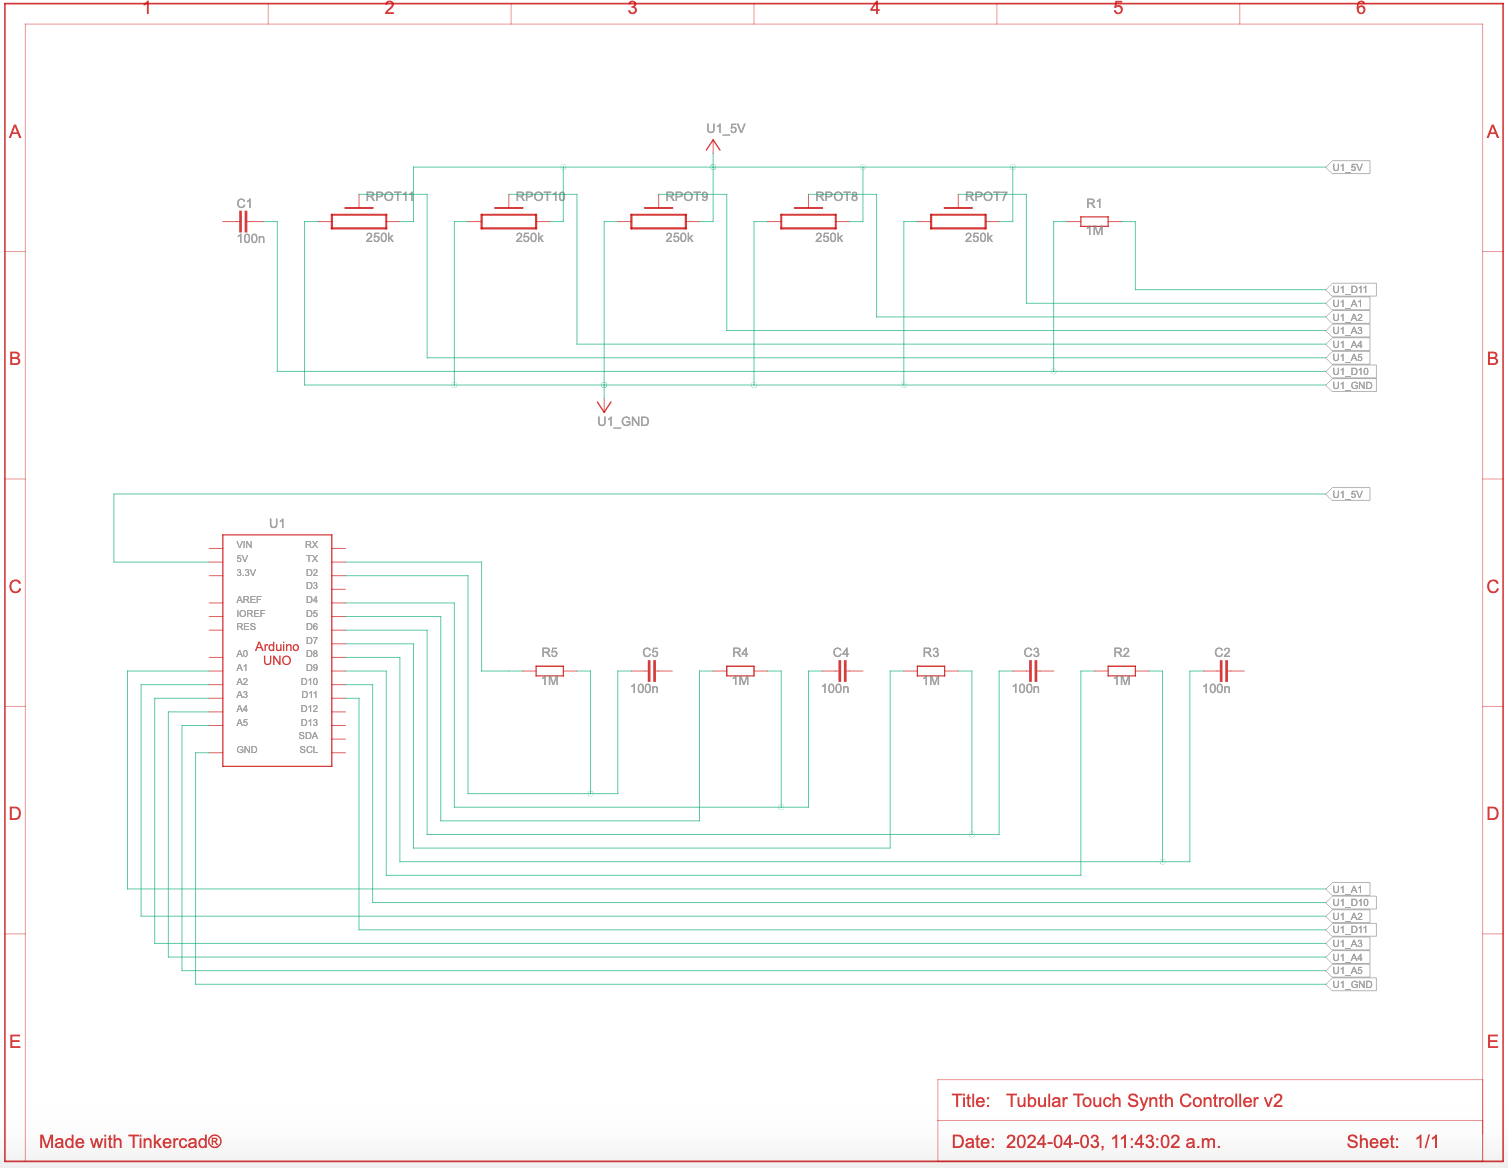 1 2 3 4 5 6
A A
U1_5V
U1_5V
C1 RPOT11 RPOT10 RPOT9 RPOT8 RPOT7 R1
100n 250k 250k 250k 250k 250k 1M
U1_D11
U1_A1
U1_A2
U1_A3
U1_A4
B B
U1_A5
U1_D10
U1_GND
U1_GND
U1_5V
U1
VIN RX
5V TX
3.3V D2
C D3 C
AREF D4
IOREF D5
RES D6
D7
Arduino
UNO
A0 D8
A1 D9
A2 D10
A3 D11
A4 D12
A5 D13
SDA
GND SCL
R5 C5 R4 C4 R3 C3 R2 C2
1M 100n 1M 100n 1M 100n 1M 100n
D D
U1_A1
U1_D10
U1_A2
U1_D11
U1_A3
U1_A4
U1_A5
U1_GND
E E
Title: Tubular Touch Synth Controller v2
Made with Tinkercad®
Date: 2024-04-03, 11:43:02 a.m. Sheet: 1/1